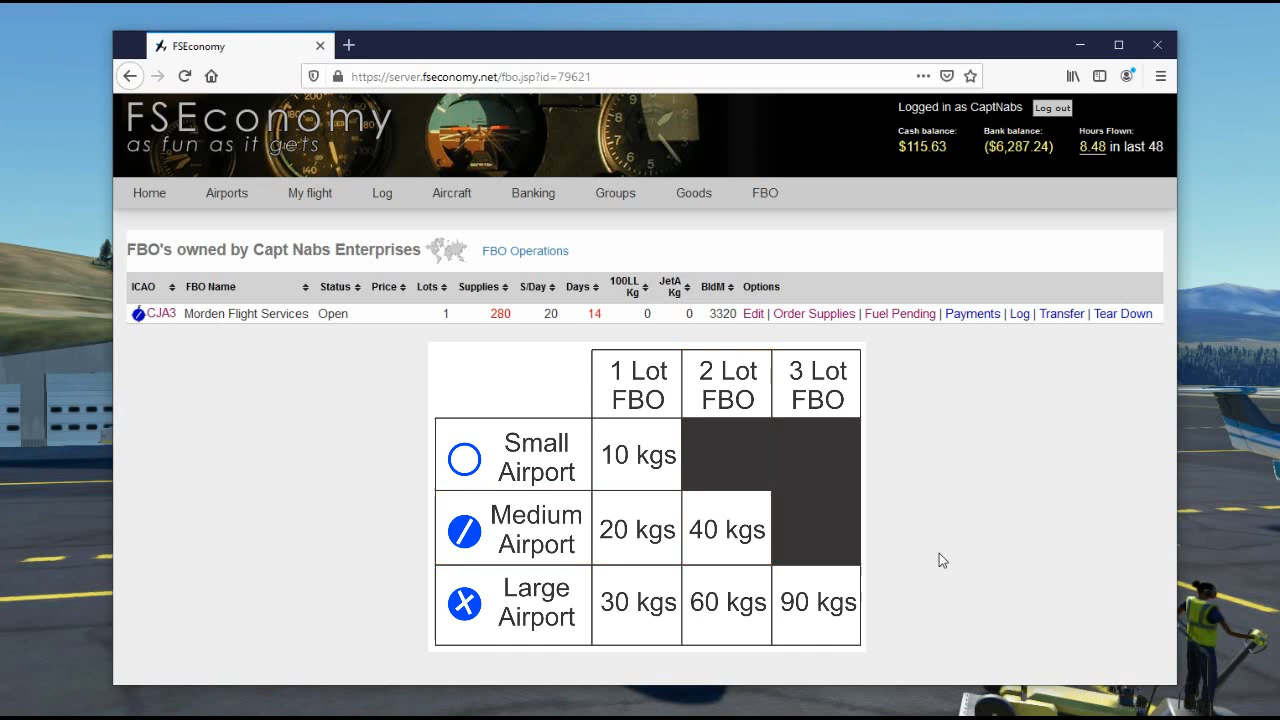 FSEconomy
https://server.fseconomy.net/fbo.jsp?id=79621
FSEconomy
as fun as it gets
Logged in as CaptNabs Log out
Cash balance: Bank balance: Hours Flown:
$115.63 ($6,287.24) 8.48 in last 48
Home Airports My flight Log Aircraft Banking Groups Goods FBO
FBO's owned by Capt Nabs Enterprises FBO Operations
ICAO FBO Name Status Price Lots Supplies S/Day Days 100LL Kg JetA Kg BldM Options
CJA3 Morden Flight Services Open 1 280 20 14 0 0 3320 Edit | Order Supplies | Fuel Pending | Payments | Log | Transfer | Tear Down
1 Lot FBO 2 Lot FBO 3 Lot FBO
Small Airport 10 kgs
Medium Airport 20 kgs 40 kgs
Large Airport 30 kgs 60 kgs 90 kgs